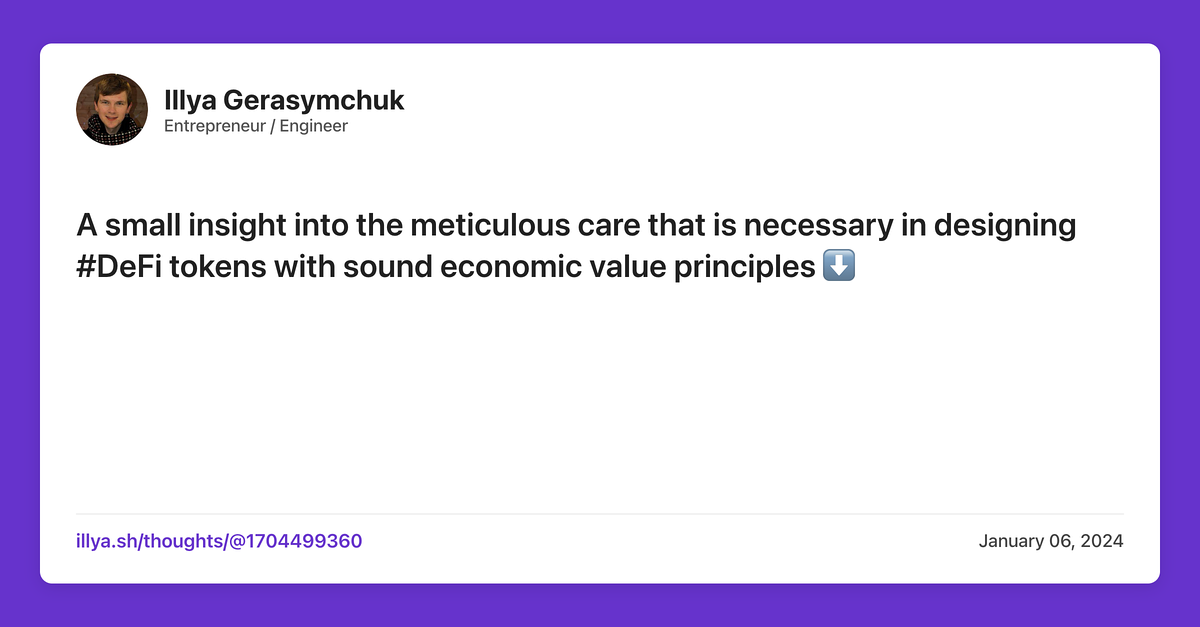 Illya Gerasymchuk
Entrepreneur / Engineer
A small insight into the meticulous care that is necessary in designing
#DeFi tokens with sound economic value principles ⬇️
illya.sh/thoughts/@1704499360
January 06, 2024